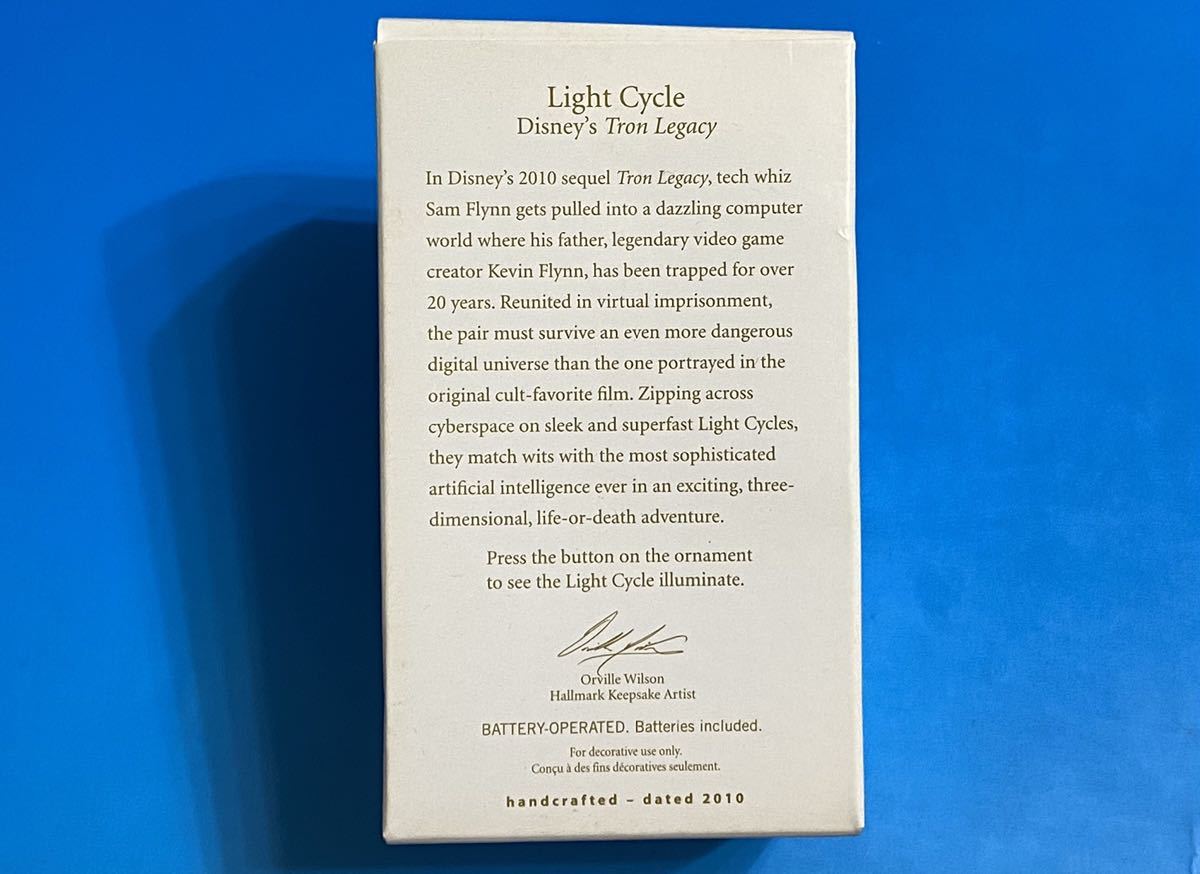 Light Cycle
Disney's Tron Legacy
In Disney's 2010 sequel Tron Legacy, tech whiz
Sam Flynn gets pulled into a dazzling computer
world where his father, legendary video game
creator Kevin Flynn, has been trapped for over
20 years. Reunited in virtual imprisonment,
the pair must survive an even more dangerous
digital universe than the one portrayed in the
original cult-favorite film. Zipping across
cyberspace on sleek and superfast Light Cycles,
they match wits with the most sophisticated
artificial intelligence ever in an exciting, three-
dimensional, life-or-death adventure.
Press the button on the ornament
to see the Light Cycle illuminate.
Orville Wilson
Hallmark Keepsake Artist
BATTERY-OPERATED. Batteries included.
For decorative use only.
Conçu à des fins décoratives seulement.
handcrafted – dated 2010